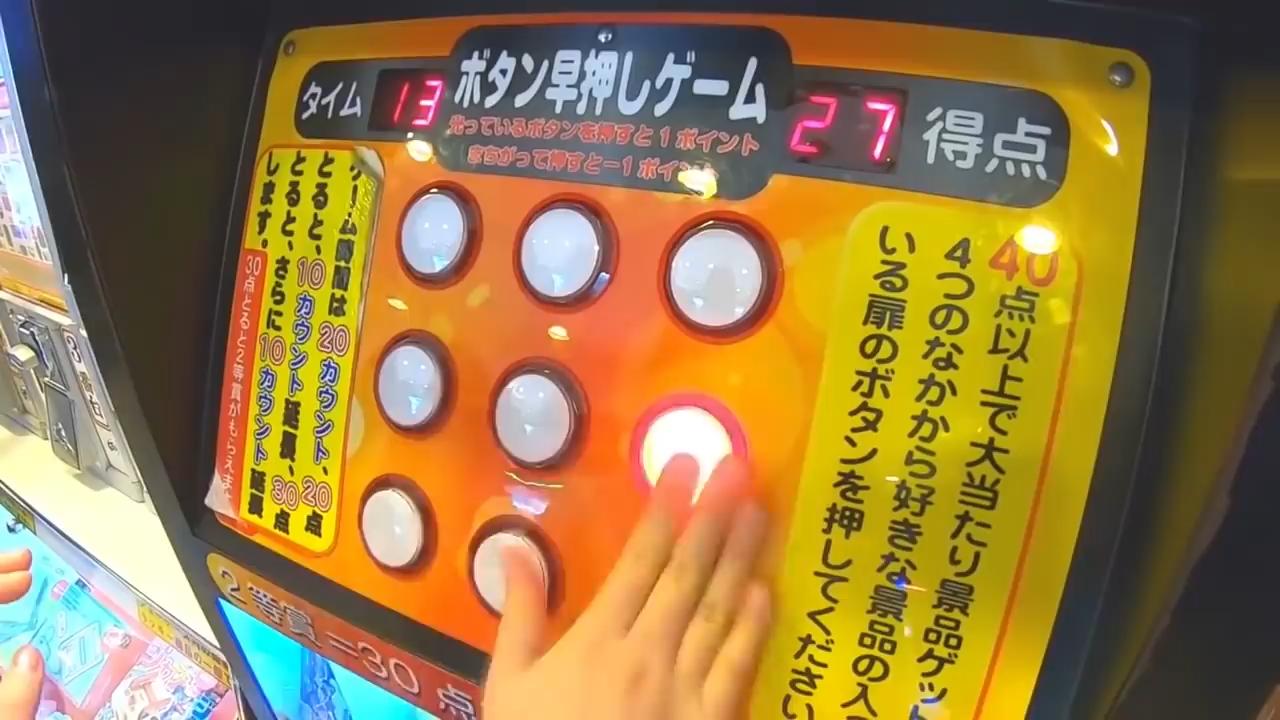 ボタン早押しゲーム
タイム 13
27 得点
光っているボタンを押すと1ポイント
まちがって押すと−1ポイント
ゲーム時間は20カウント、20点
とると、10カウント延長、30点
とると、さらに10カウント延長
します。
30点とると2等賞がもらえます
40点以上で大当たり景品ゲット
4つのなかから好きな景品の入
いる扉のボタンを押してください
2等賞=30点